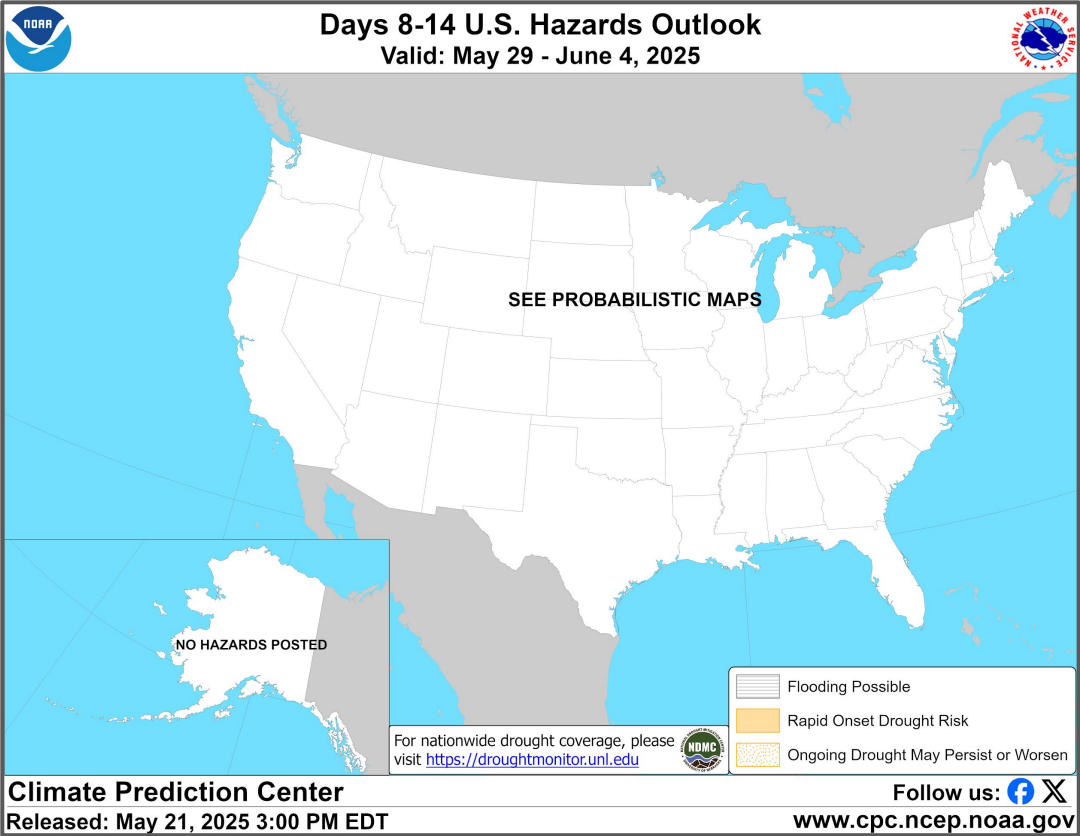 NOAA
Days 8-14 U.S. Hazards Outlook
Valid: May 29 - June 4, 2025
NATIONAL WEATHER SERVICE
SEE PROBABILISTIC MAPS
NO HAZARDS POSTED
Flooding Possible
Rapid Onset Drought Risk
Ongoing Drought May Persist or Worsen
For nationwide drought coverage, please
visit https://droughtmonitor.unl.edu
NDMC
Climate Prediction Center
Released: May 21, 2025 3:00 PM EDT
Follow us:
www.cpc.ncep.noaa.gov